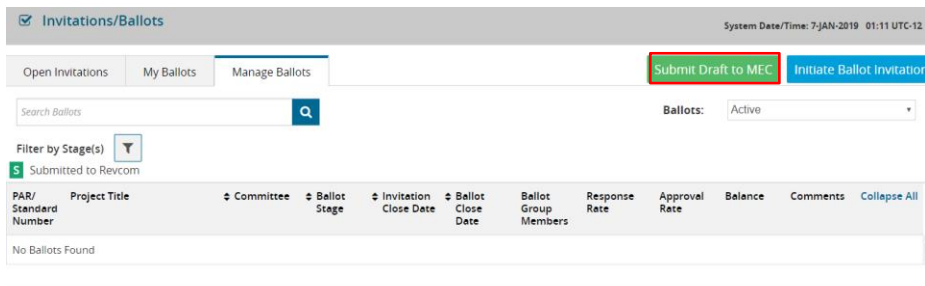 Invitations/Ballots
System Date/Time: 7-JAN-2019 01:11 UTC-12
Open Invitations My Ballots Manage Ballots Submit Draft to MEC Initiate Ballot Invitation
Search Ballots Ballots: Active
Filter by Stage(s)
S Submitted to Revcom
PAR/ Project Title Committee Ballot Invitation Ballot Ballot Response Approval Balance Comments Collapse All
Standard Stage Close Date Close Group Rate Rate
Number Date Members
No Ballots Found